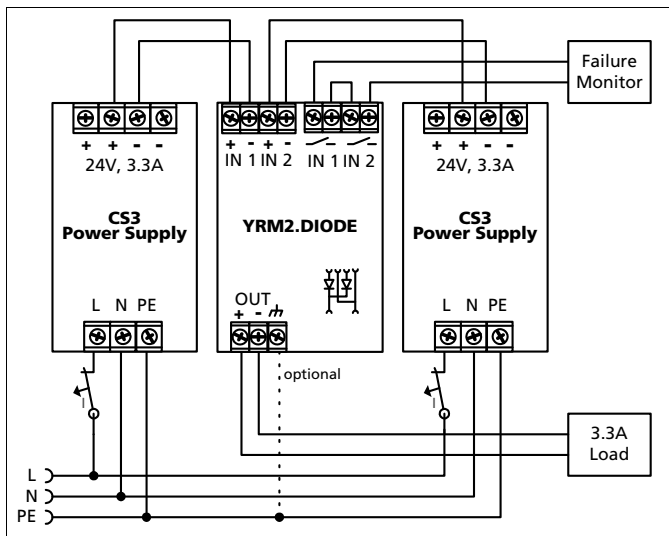 Failure
Monitor
+ + - -
24V, 3.3A
CS3
Power Supply
L N PE
+ - + -
IN 1 IN 2
IN 1 IN 2
YRM2.DIODE
OUT
+ -
optional
+ + - -
24V, 3.3A
CS3
Power Supply
L N PE
I
I
3.3A
Load
L
N
PE